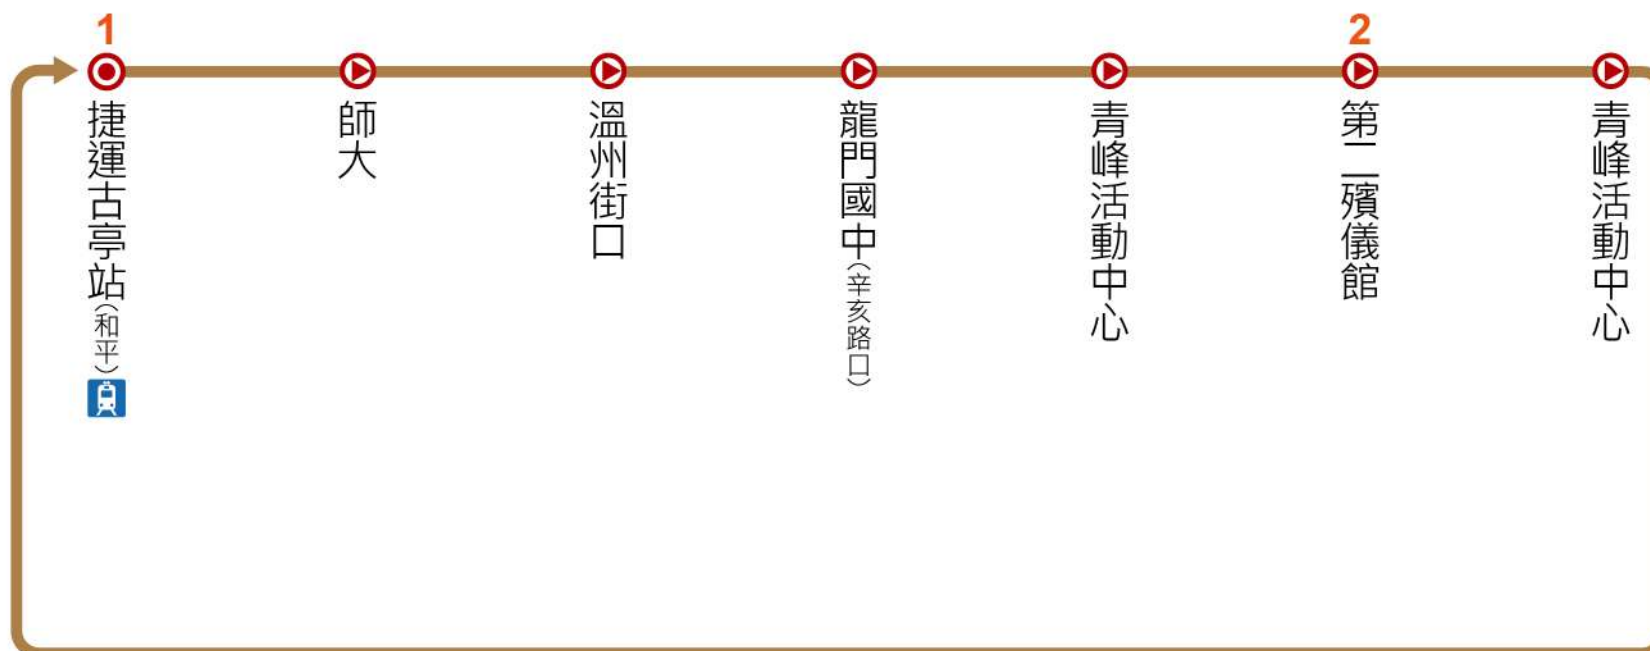 1
捷運古亭站(和平)
師大
溫州街口
龍門國中(辛亥路口)
青峰活動中心
2
第二殯儀館
青峰活動中心